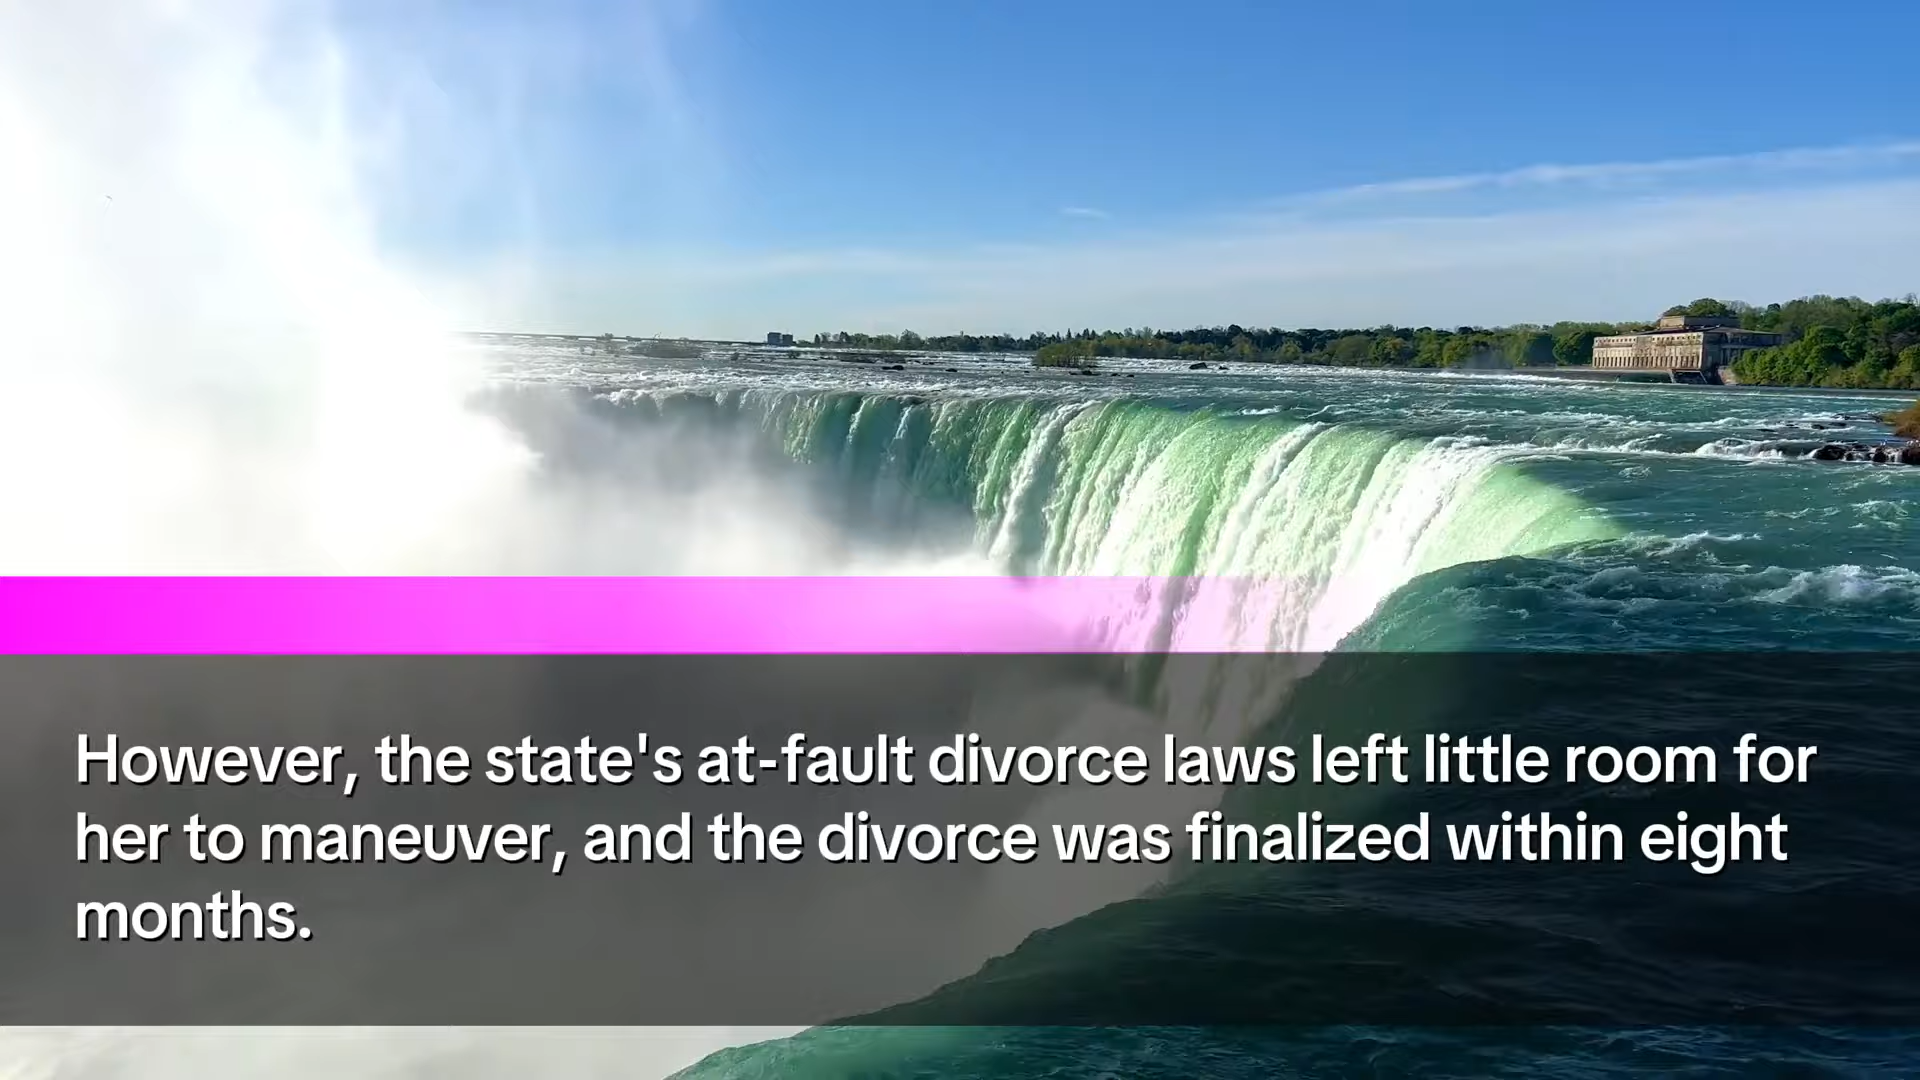 However, the state's at-fault divorce laws left little room for
her to maneuver, and the divorce was finalized within eight
months.